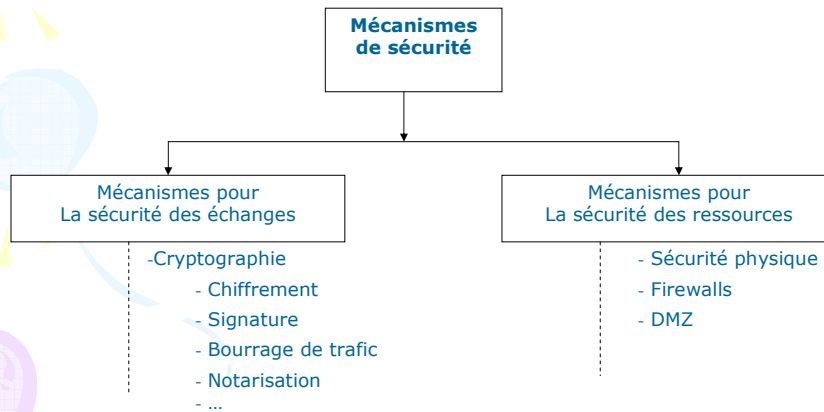 Mécanismes
de sécurité
Mécanismes pour
La sécurité des échanges
-Cryptographie
- Chiffrement
- Signature
- Bourrage de trafic
- Notarisation
- ...
Mécanismes pour
La sécurité des ressources
- Sécurité physique
- Firewalls
- DMZ